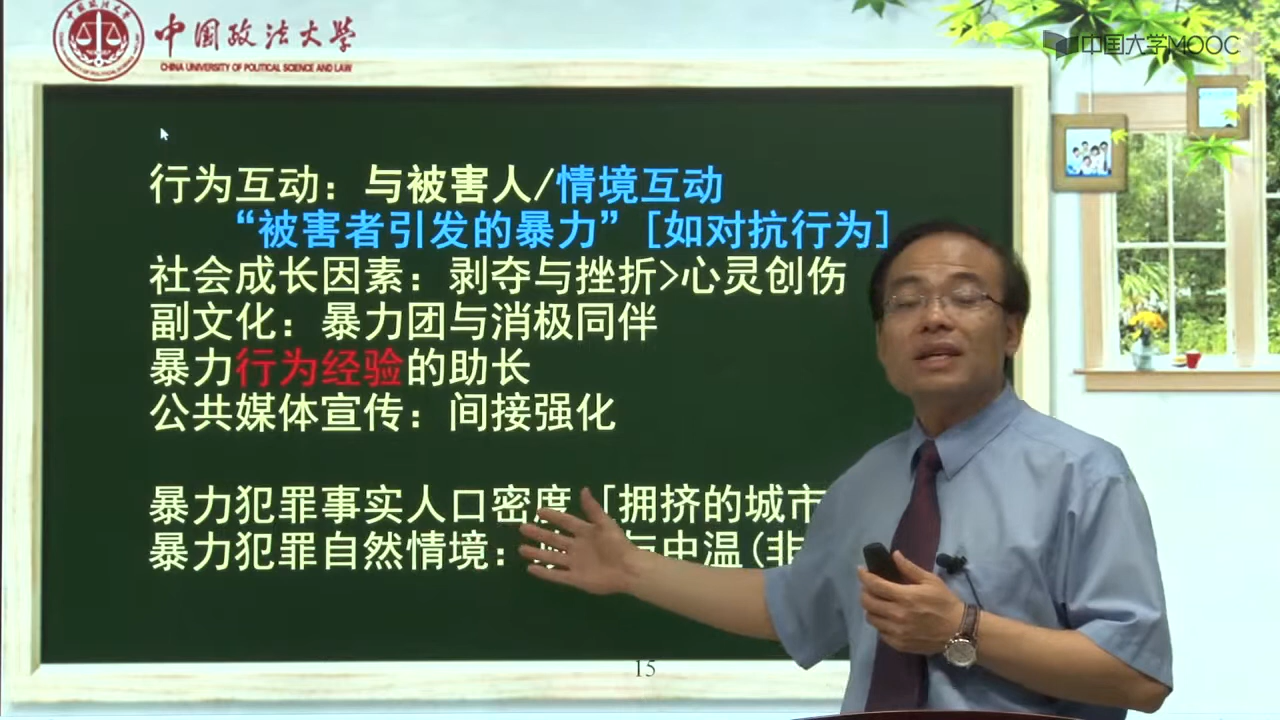 中国政法大学
CHINA UNIVERSITY OF POLITICAL SCIENCE AND LAW
中国大学MOOC
行为互动：与被害人/情境互动
“被害者引发的暴力”[如对抗行为]
社会成长因素：剥夺与挫折>心灵创伤
副文化：暴力团与消极同伴
暴力行为经验的助长
公共媒体宣传：间接强化
暴力犯罪事实人口密度 [拥挤的城市
暴力犯罪自然情境： 与中温(非
15